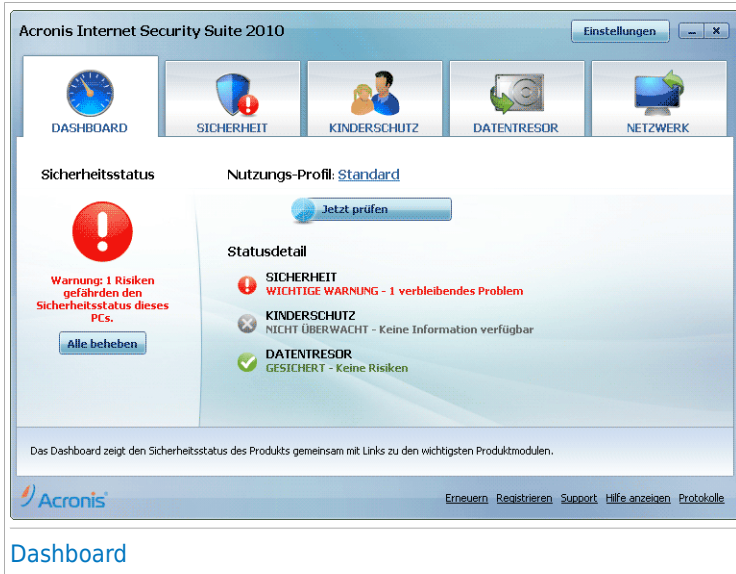 Acronis Internet Security Suite 2010
Einstellungen
DASHBOARD
SICHERHEIT
KINDERSCHUTZ
DATENTRESOR
NETZWERK
Sicherheitsstatus
Warnung: 1 Risiken
gefährden den
Sicherheitsstatus dieses
PCs.
Alle beheben
Nutzungs-Profil: Standard
Jetzt prüfen
Statusdetail
SICHERHEIT
WICHTIGE WARNUNG - 1 verbleibendes Problem
KINDERSCHUTZ
NICHT ÜBERWACHT - Keine Information verfügbar
DATENTRESOR
GESICHERT - Keine Risiken
Das Dashboard zeigt den Sicherheitsstatus des Produkts gemeinsam mit Links zu den wichtigsten Produktmodulen.
Acronis
Erneuern Registrieren Support Hilfe anzeigen Protokolle
Dashboard